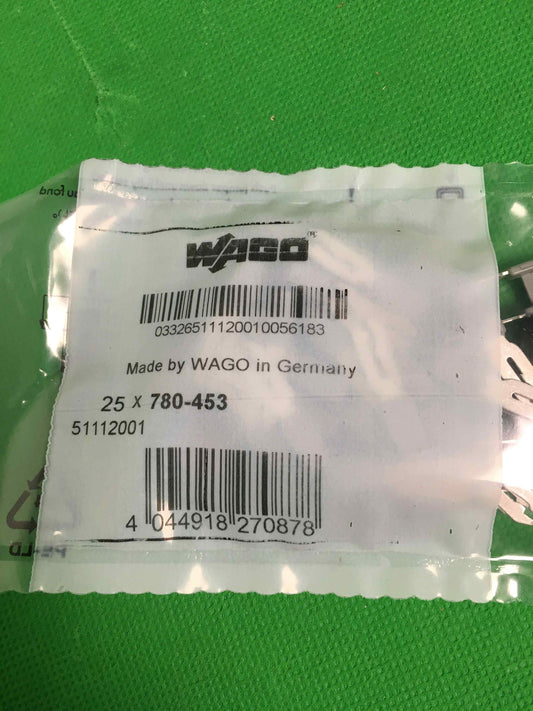 WAGO®
03326511120010056183
Made by WAGO in Germany
25 x 780-453
51112001
4 044918 270878